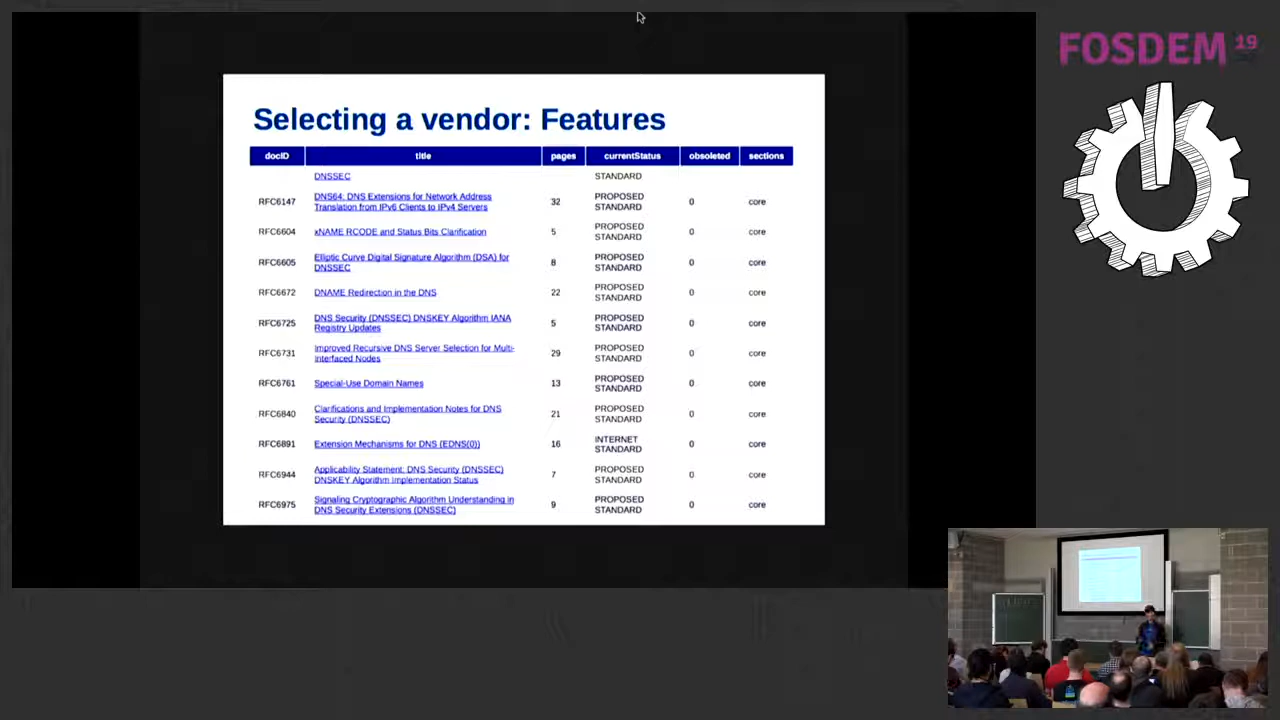 FOSDEM 19
Selecting a vendor: Features
docID title pages currentStatus obsoleted sections
DNSSEC STANDARD
RFC6147 DNS64: DNS Extensions for Network Address Translation from IPv6 Clients to IPv4 Servers 32 PROPOSED STANDARD 0 core
RFC6604 xNAME RCODE and Status Bits Clarification 5 PROPOSED STANDARD 0 core
RFC6605 Elliptic Curve Digital Signature Algorithm (DSA) for DNSSEC 8 PROPOSED STANDARD 0 core
RFC6672 DNAME Redirection in the DNS 22 PROPOSED STANDARD 0 core
RFC6725 DNS Security (DNSSEC) DNSKEY Algorithm IANA Registry Updates 5 PROPOSED STANDARD 0 core
RFC6731 Improved Recursive DNS Server Selection for Multi-Interfaced Nodes 29 PROPOSED STANDARD 0 core
RFC6761 Special-Use Domain Names 13 PROPOSED STANDARD 0 core
RFC6840 Clarifications and Implementation Notes for DNS Security (DNSSEC) 21 PROPOSED STANDARD 0 core
RFC6891 Extension Mechanisms for DNS (EDNS(0)) 16 INTERNET STANDARD 0 core
RFC6944 Applicability Statement: DNS Security (DNSSEC) DNSKEY Algorithm Implementation Status 7 PROPOSED STANDARD 0 core
RFC6975 Signaling Cryptographic Algorithm Understanding in DNS Security Extensions (DNSSEC) 9 PROPOSED STANDARD 0 core